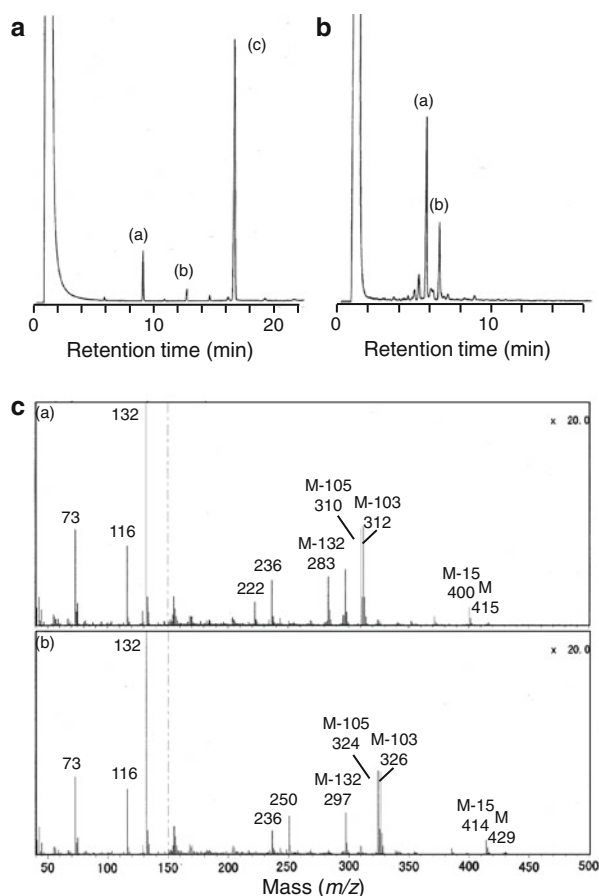 a
(c)
(a)
(b)
0
10
20
Retention time (min)
b
(a)
(b)
0
10
Retention time (min)
c
(a)
132
x 20.0
M-105
310
M-103
312
73
116
M-132
283
236
222
M-15
400
M
415
(b)
132
x 20.0
M-105
324
M-103
326
73
116
M-132
297
250
236
M-15
414
M
429
50 100 150 200 250 300 350 400 450 500
Mass (m/z)